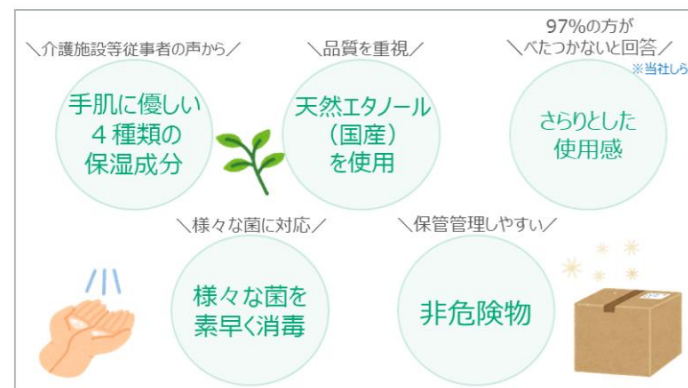 ＼介護施設等従事者の声から／
手肌に優しい
４種類の
保湿成分
＼品質を重視／
天然エタノール
（国産）
を使用
97%の方が
＼べたつかないと回答／
※当社しら
さらりとした
使用感
＼様々な菌に対応／
様々な菌を
素早く消毒
＼保管管理しやすい／
非危険物